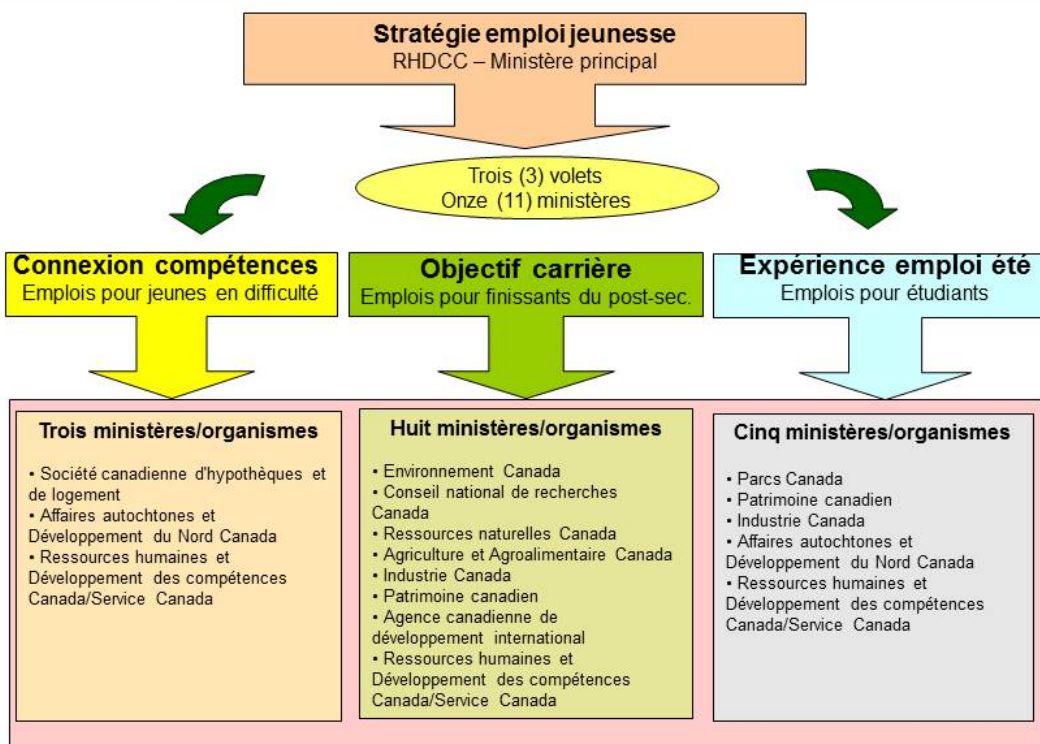 Stratégie emploi jeunesse
RHDCC – Ministère principal
Trois (3) volets
Onze (11) ministères
Connexion compétences
Emplois pour jeunes en difficulté
Objectif carrière
Emplois pour finissants du post-sec.
Expérience emploi été
Emplois pour étudiants
Trois ministères/organismes
• Société canadienne d'hypothèques et
de logement
• Affaires autochtones et
Développement du Nord Canada
• Ressources humaines et
Développement des compétences
Canada/Service Canada
Huit ministères/organismes
• Environnement Canada
• Conseil national de recherches
Canada
• Ressources naturelles Canada
• Agriculture et Agroalimentaire Canada
• Industrie Canada
• Patrimoine canadien
• Agence canadienne de
développement international
• Ressources humaines et
Développement des compétences
Canada/Service Canada
Cinq ministères/organismes
• Parcs Canada
• Patrimoine canadien
• Industrie Canada
• Affaires autochtones et
Développement du Nord Canada
• Ressources humaines et
Développement des compétences
Canada/Service Canada